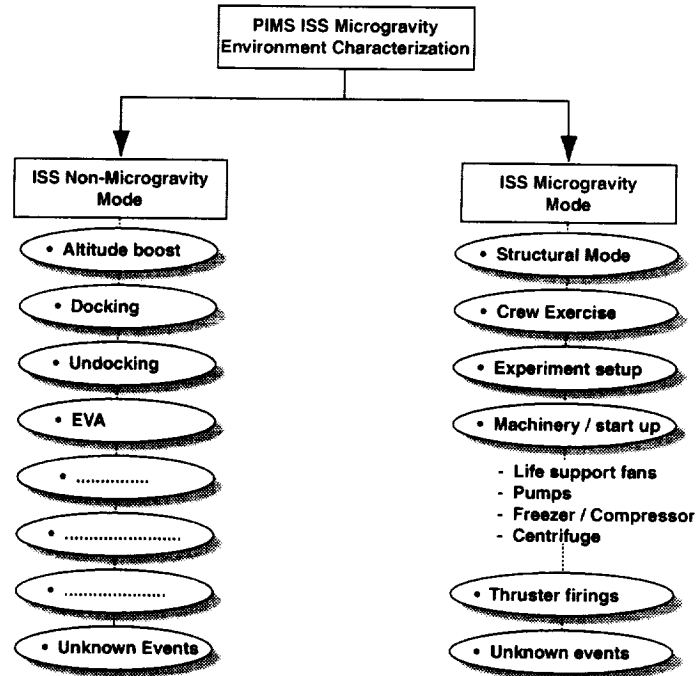 PIMS ISS Microgravity
Environment Characterization
ISS Non-Microgravity
Mode
• Altitude boost
• Docking
• Undocking
• EVA
• ...............
• ........................
• .....................
• Unknown Events
ISS Microgravity
Mode
• Structural Mode
• Crew Exercise
• Experiment setup
• Machinery / start up
- Life support fans
- Pumps
- Freezer / Compressor
- Centrifuge
• Thruster firings
• Unknown events